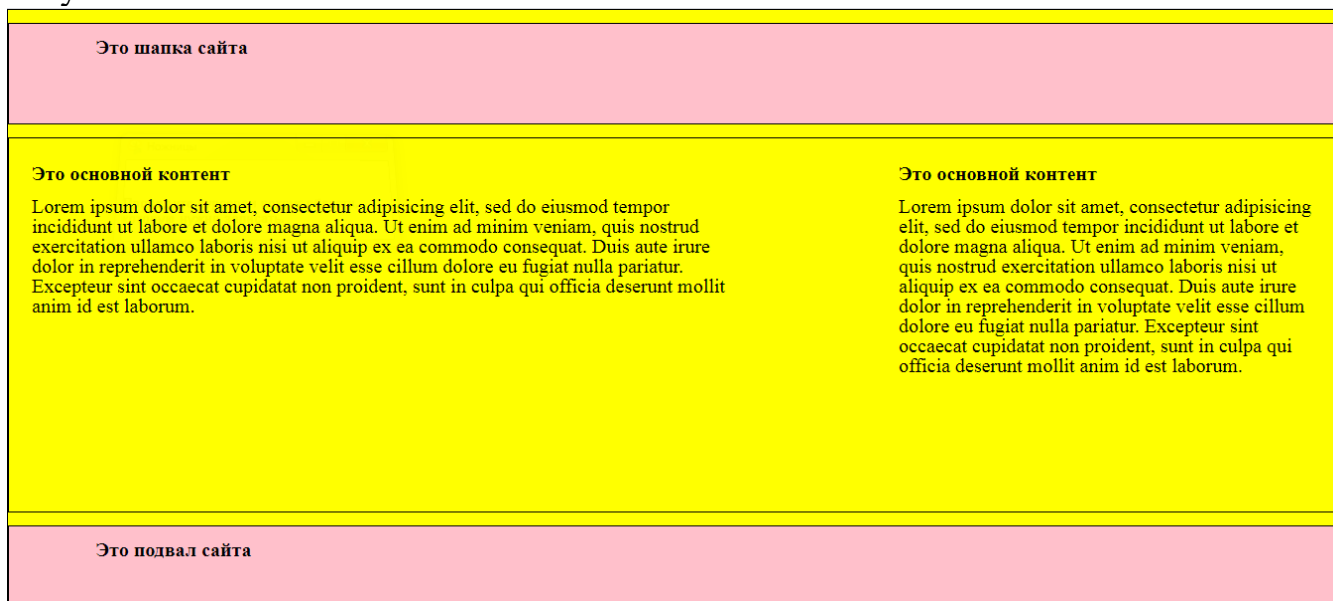 Это шапка сайта
Это основной контент
Lorem ipsum dolor sit amet, consectetur adipisicing elit, sed do eiusmod tempor
incididunt ut labore et dolore magna aliqua. Ut enim ad minim veniam, quis nostrud
exercitation ullamco laboris nisi ut aliquip ex ea commodo consequat. Duis aute irure
dolor in reprehenderit in voluptate velit esse cillum dolore eu fugiat nulla pariatur.
Excepteur sint occaecat cupidatat non proident, sunt in culpa qui officia deserunt mollit
anim id est laborum.
Это основной контент
Lorem ipsum dolor sit amet, consectetur adipisicing
elit, sed do eiusmod tempor incididunt ut labore et
dolore magna aliqua. Ut enim ad minim veniam,
quis nostrud exercitation ullamco laboris nisi ut
aliquip ex ea commodo consequat. Duis aute irure
dolor in reprehenderit in voluptate velit esse cillum
dolore eu fugiat nulla pariatur. Excepteur sint
occaecat cupidatat non proident, sunt in culpa qui
officia deserunt mollit anim id est laborum.
Это подвал сайта